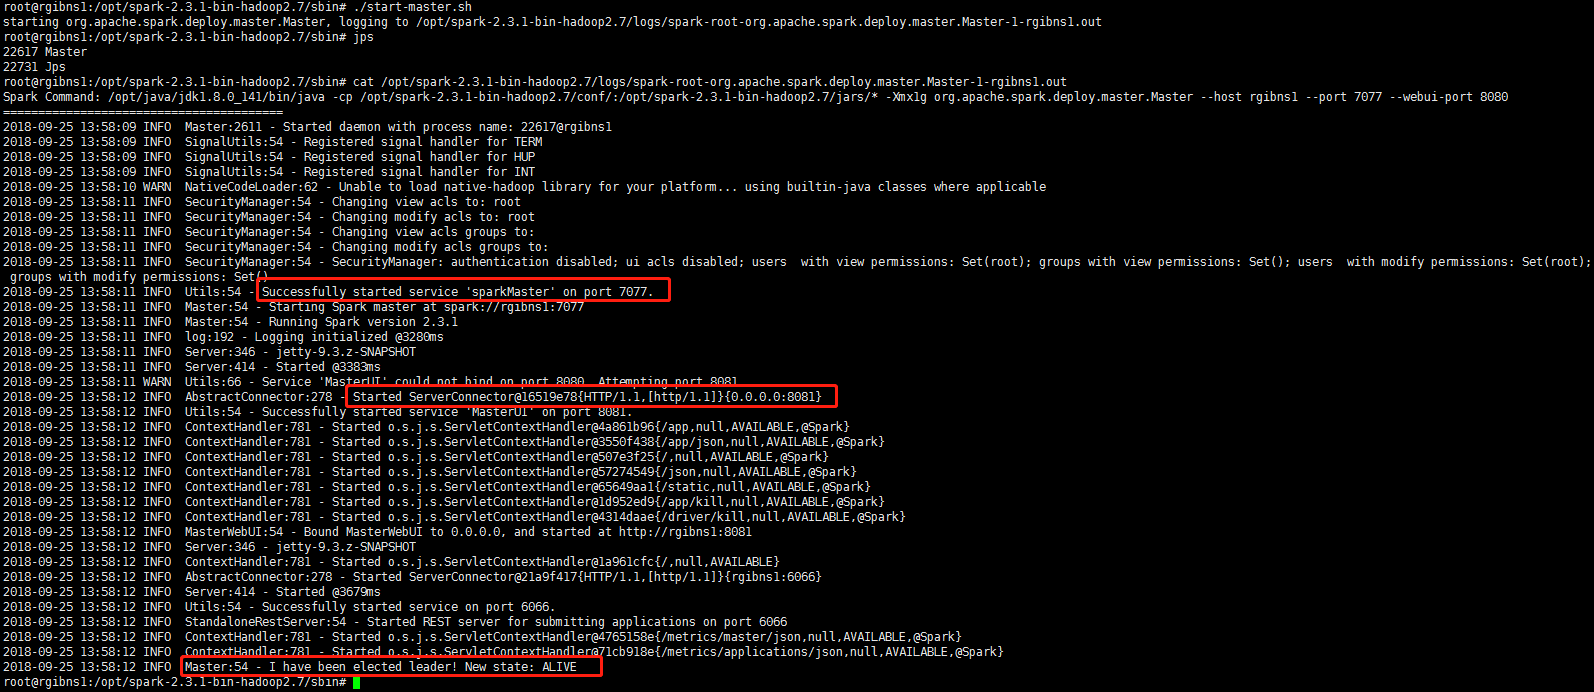 root@rgibns1:/opt/spark-2.3.1-bin-hadoop2.7/sbin# ./start-master.sh
starting org.apache.spark.deploy.master.Master, logging to /opt/spark-2.3.1-bin-hadoop2.7/logs/spark-root-org.apache.spark.deploy.master.Master-1-rgibns1.out
root@rgibns1:/opt/spark-2.3.1-bin-hadoop2.7/sbin# jps
22617 Master
22731 Jps
root@rgibns1:/opt/spark-2.3.1-bin-hadoop2.7/sbin# cat /opt/spark-2.3.1-bin-hadoop2.7/logs/spark-root-org.apache.spark.deploy.master.Master-1-rgibns1.out
Spark Command: /opt/java/jdk1.8.0_141/bin/java -cp /opt/spark-2.3.1-bin-hadoop2.7/conf/:/opt/spark-2.3.1-bin-hadoop2.7/jars/* -Xmx1g org.apache.spark.deploy.master.Master --host rgibns1 --port 7077 --webui-port 8080
========================================
2018-09-25 13:58:09 INFO  Master:2611 - Started daemon with process name: 22617@rgibns1
2018-09-25 13:58:09 INFO  SignalUtils:54 - Registered signal handler for TERM
2018-09-25 13:58:09 INFO  SignalUtils:54 - Registered signal handler for HUP
2018-09-25 13:58:09 INFO  SignalUtils:54 - Registered signal handler for INT
2018-09-25 13:58:10 WARN  NativeCodeLoader:62 - Unable to load native-hadoop library for your platform... using builtin-java classes where applicable
2018-09-25 13:58:11 INFO  SecurityManager:54 - Changing view acls to: root
2018-09-25 13:58:11 INFO  SecurityManager:54 - Changing modify acls to: root
2018-09-25 13:58:11 INFO  SecurityManager:54 - Changing view acls groups to:
2018-09-25 13:58:11 INFO  SecurityManager:54 - Changing modify acls groups to:
2018-09-25 13:58:11 INFO  SecurityManager:54 - SecurityManager: authentication disabled; ui acls disabled; users  with view permissions: Set(root); groups with view permissions: Set(); users  with modify permissions: Set(root);
 groups with modify permissions: Set()
2018-09-25 13:58:11 INFO  Utils:54 - Successfully started service 'sparkMaster' on port 7077.
2018-09-25 13:58:11 INFO  Master:54 - Starting Spark master at spark://rgibns1:7077
2018-09-25 13:58:11 INFO  Master:54 - Running Spark version 2.3.1
2018-09-25 13:58:11 INFO  log:192 - Logging initialized @3280ms
2018-09-25 13:58:11 INFO  Server:346 - jetty-9.3.z-SNAPSHOT
2018-09-25 13:58:11 INFO  Server:414 - Started @3383ms
2018-09-25 13:58:11 WARN  Utils:66 - Service 'MasterUI' could not bind on port 8080. Attempting port 8081.
2018-09-25 13:58:12 INFO  AbstractConnector:278 - Started ServerConnector@16519e78{HTTP/1.1,[http/1.1]}{0.0.0.0:8081}
2018-09-25 13:58:12 INFO  Utils:54 - Successfully started service 'MasterUI' on port 8081.
2018-09-25 13:58:12 INFO  ContextHandler:781 - Started o.s.j.s.ServletContextHandler@4a861b96{/app,null,AVAILABLE,@Spark}
2018-09-25 13:58:12 INFO  ContextHandler:781 - Started o.s.j.s.ServletContextHandler@3550f438{/app/json,null,AVAILABLE,@Spark}
2018-09-25 13:58:12 INFO  ContextHandler:781 - Started o.s.j.s.ServletContextHandler@507e3f25{/,null,AVAILABLE,@Spark}
2018-09-25 13:58:12 INFO  ContextHandler:781 - Started o.s.j.s.ServletContextHandler@57274549{/json,null,AVAILABLE,@Spark}
2018-09-25 13:58:12 INFO  ContextHandler:781 - Started o.s.j.s.ServletContextHandler@65649aa1{/static,null,AVAILABLE,@Spark}
2018-09-25 13:58:12 INFO  ContextHandler:781 - Started o.s.j.s.ServletContextHandler@1d952ed9{/app/kill,null,AVAILABLE,@Spark}
2018-09-25 13:58:12 INFO  ContextHandler:781 - Started o.s.j.s.ServletContextHandler@4314daae{/driver/kill,null,AVAILABLE,@Spark}
2018-09-25 13:58:12 INFO  MasterWebUI:54 - Bound MasterWebUI to 0.0.0.0, and started at http://rgibns1:8081
2018-09-25 13:58:12 INFO  Server:346 - jetty-9.3.z-SNAPSHOT
2018-09-25 13:58:12 INFO  ContextHandler:781 - Started o.s.j.s.ServletContextHandler@1a961cfc{/,null,AVAILABLE}
2018-09-25 13:58:12 INFO  AbstractConnector:278 - Started ServerConnector@21a9f417{HTTP/1.1,[http/1.1]}{rgibns1:6066}
2018-09-25 13:58:12 INFO  Server:414 - Started @3679ms
2018-09-25 13:58:12 INFO  Utils:54 - Successfully started service on port 6066.
2018-09-25 13:58:12 INFO  StandaloneRestServer:54 - Started REST server for submitting applications on port 6066
2018-09-25 13:58:12 INFO  ContextHandler:781 - Started o.s.j.s.ServletContextHandler@4765158e{/metrics/master/json,null,AVAILABLE,@Spark}
2018-09-25 13:58:12 INFO  ContextHandler:781 - Started o.s.j.s.ServletContextHandler@71cb918e{/metrics/applications/json,null,AVAILABLE,@Spark}
2018-09-25 13:58:12 INFO  Master:54 - I have been elected leader! New state: ALIVE
root@rgibns1:/opt/spark-2.3.1-bin-hadoop2.7/sbin#